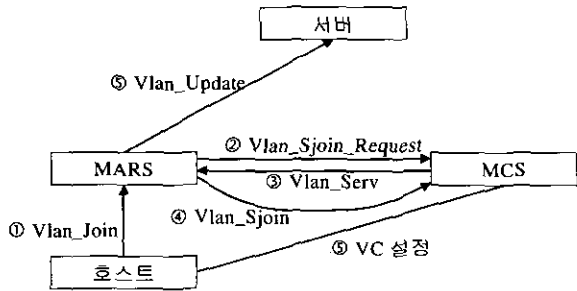 서버
⑤ Vlan_Update
② Vlan_Sjoin_Request
MARS
③ Vlan_Serv
MCS
④ Vlan_Sjoin
① Vlan_Join
⑤ VC 설정
호스트